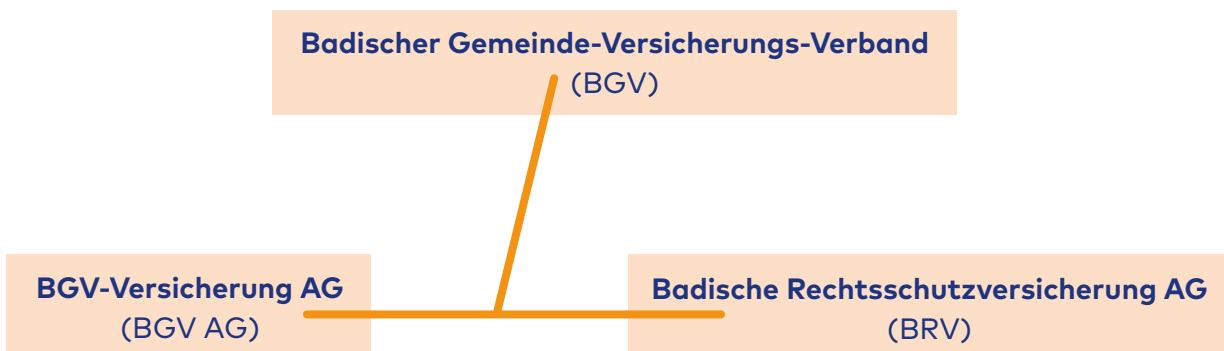 Badischer Gemeinde-Versicherungs-Verband
(BGV)
BGV-Versicherung AG
(BGV AG)
Badische Rechtsschutzversicherung AG
(BRV)